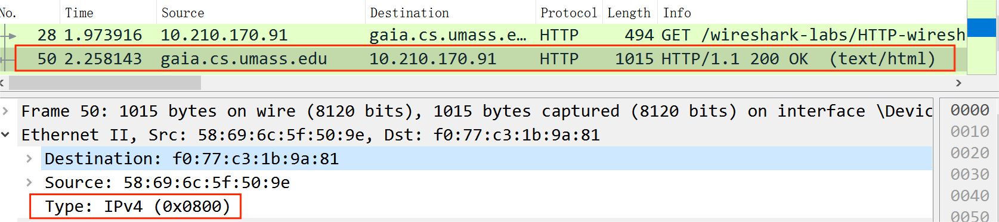 No. Time Source Destination Protocol Length Info
28 1.973916 10.210.170.91 gaia.cs.umass.e… HTTP 494 GET /wireshark-labs/HTTP-wiresh
50 2.258143 gaia.cs.umass.edu 10.210.170.91 HTTP 1015 HTTP/1.1 200 OK (text/html)
Frame 50: 1015 bytes on wire (8120 bits), 1015 bytes captured (8120 bits) on interface \Devic 0000
Ethernet II, Src: 58:69:6c:5f:50:9e, Dst: f0:77:c3:1b:9a:81 0010
Destination: f0:77:c3:1b:9a:81 0020
Source: 58:69:6c:5f:50:9e 0030
Type: IPv4 (0x0800) 0040
0050